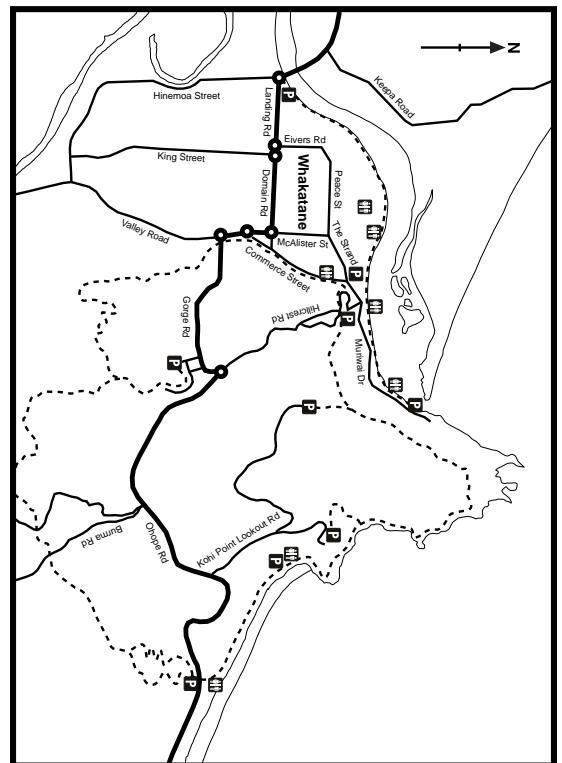 N
Keepa Road
P
Hinemoa Street
Landing Rd
Eivers Rd
King Street
Whakatane
Peace St
Domain Rd
Valley Road
McAlister St
The Strand
Commerce Street
P
Gorge Rd
Hillcrest Rd
P
Muriwai Dr
P
P
P
Kohi Point Lookout Rd
P
Burma Rd
Ohope Rd
P
P